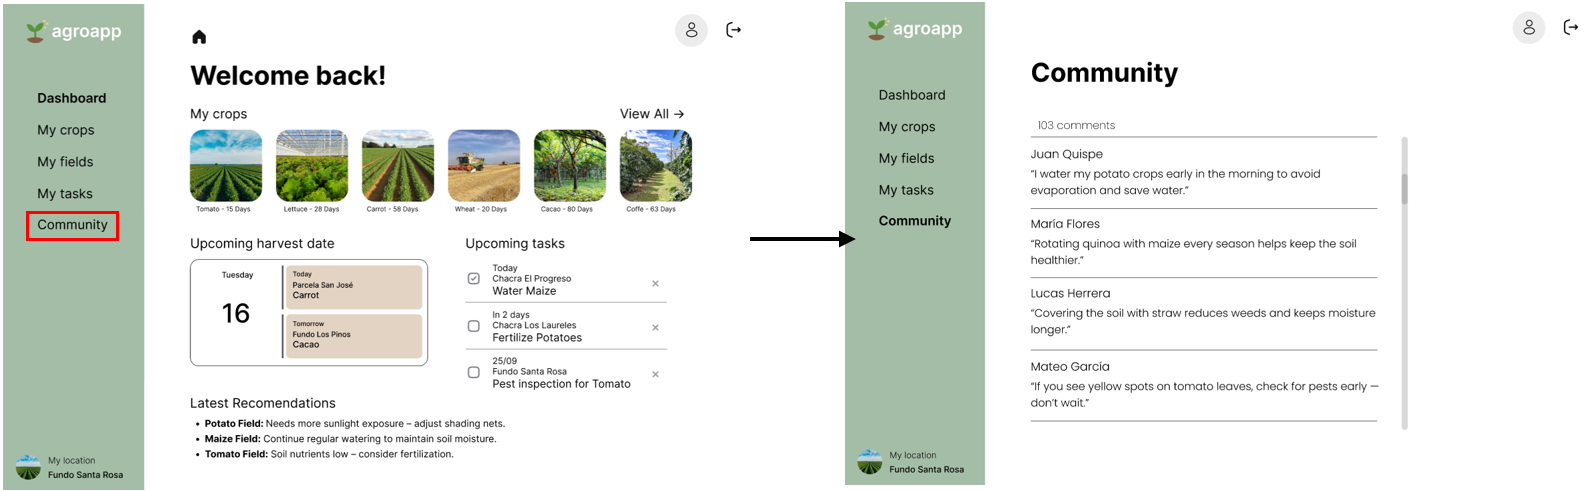 agroapp
Dashboard
My crops
My fields
My tasks
Community
My location
Fundo Santa Rosa
Welcome back!
My crops
View All →
Tomato - 15 Days
Lettuce - 28 Days
Carrot - 58 Days
Wheat - 20 Days
Cacao - 80 Days
Coffe - 63 Days
Upcoming harvest date
Tuesday
16
Today
Parcela San José
Carrot
Tomorrow
Fundo Los Pinos
Cacao
Upcoming tasks
Today
Chacra El Progreso
Water Maize
In 2 days
Chacra Los Laureles
Fertilize Potatoes
25/09
Fundo Santa Rosa
Pest inspection for Tomato
Latest Recomendations
• Potato Field: Needs more sunlight exposure – adjust shading nets.
• Maize Field: Continue regular watering to maintain soil moisture.
• Tomato Field: Soil nutrients low – consider fertilization.
agroapp
Dashboard
My crops
My fields
My tasks
Community
My location
Fundo Santa Rosa
Community
103 comments
Juan Quispe
“I water my potato crops early in the morning to avoid
evaporation and save water.”
María Flores
“Rotating quinoa with maize every season helps keep the soil
healthier.”
Lucas Herrera
“Covering the soil with straw reduces weeds and keeps moisture
longer.”
Mateo García
“If you see yellow spots on tomato leaves, check for pests early —
don’t wait.”